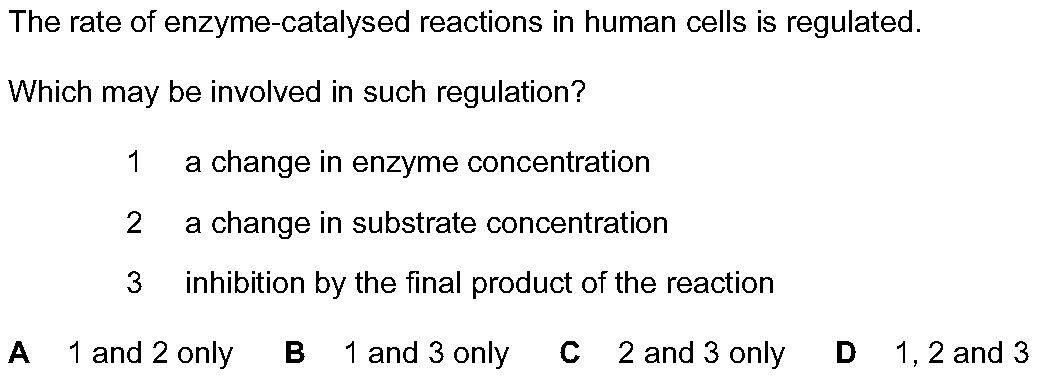 The rate of enzyme-catalysed reactions in human cells is regulated.
Which may be involved in such regulation?
1 a change in enzyme concentration
2 a change in substrate concentration
3 inhibition by the final product of the reaction
A 1 and 2 only B 1 and 3 only C 2 and 3 only D 1, 2 and 3